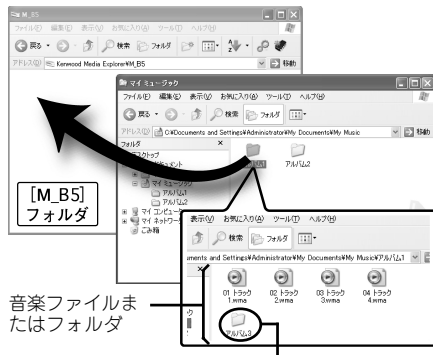 M_B5
ファイル(F) 編集(E) 表示(V) お気に入り(A) ツール(T) ヘルプ(H)
戻る 検索 フォルダ
アドレス(D) Kenwood Media Explorer¥M_B5 移動
マイ ミュージック
ファイル(F) 編集(E) 表示(V) お気に入り(A) ツール(T) ヘルプ(H)
戻る 検索 フォルダ
アドレス(D) C:¥Documents and Settings¥Administrator¥My Documents¥My Music 移動
フォルダ ×
デスクトップ
マイ ミュージック
アルバム1
アルバム2
マイ コンピュータ
マイ ネットワーク
ごみ箱
アルバム2
[M_B5]
フォルダ
表示(V) お気に入り(A) ツール(T) ヘルプ(H)
検索 フォルダ
uments and Settings¥Administrator¥My Documents¥My Music¥アルバム1
01 トラック 02 トラック 03 トラック 04 トラック
1.wma 2.wma 3.wma 4.wma
アルバム3
音楽ファイルま
たはフォルダ